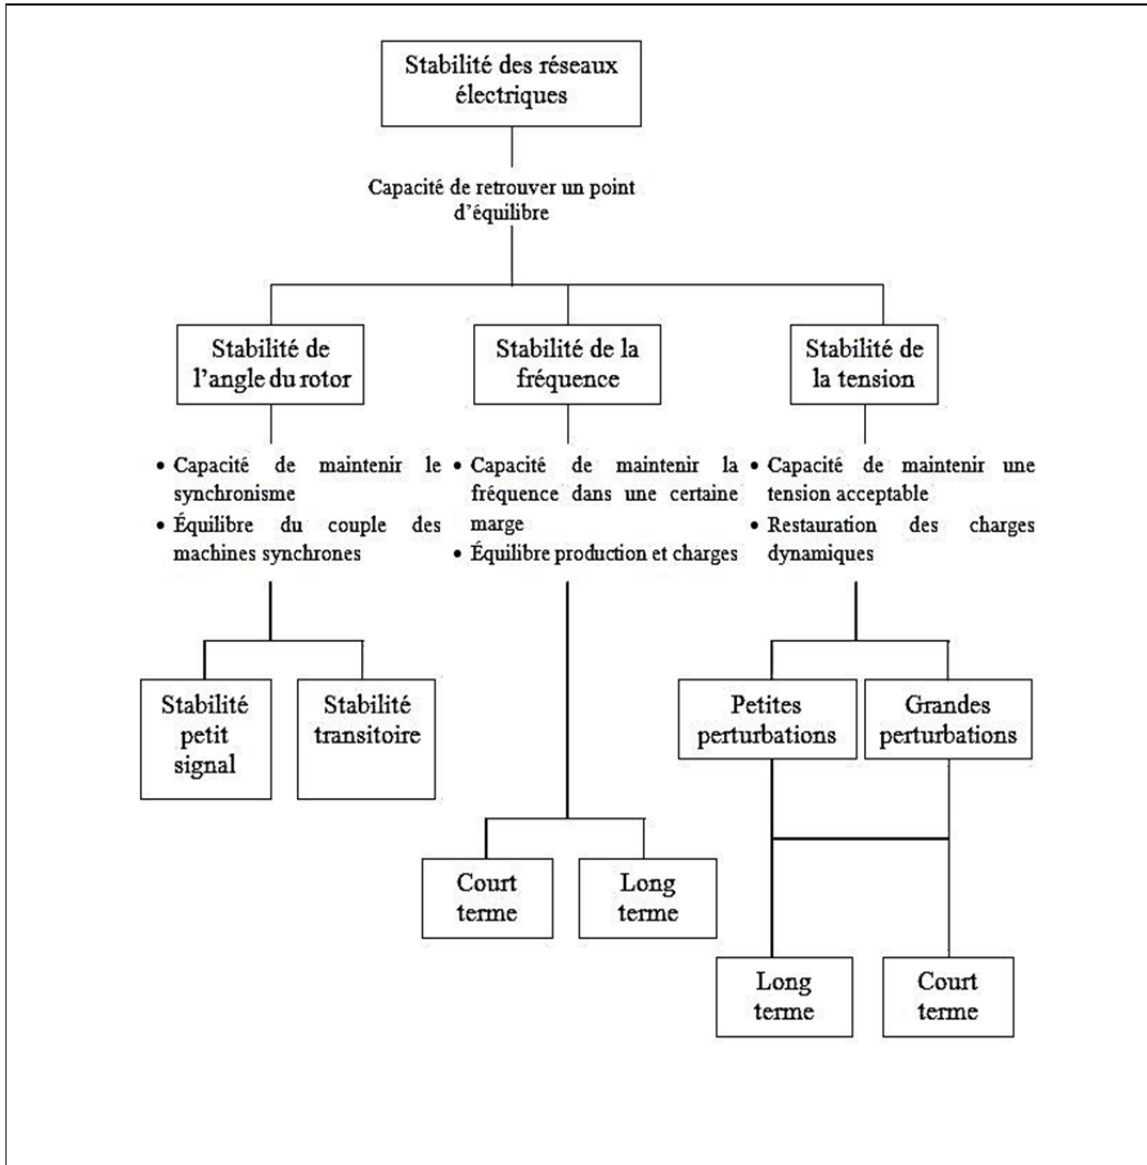 Stabilité des réseaux
électriques
Capacité de retrouver un point
d'équilibre
Stabilité de
l'angle du rotor
Stabilité de la
fréquence
Stabilité de
la tension
• Capacité de maintenir le
synchronisme
• Équilibre du couple des
machines synchrones
• Capacité de maintenir la
fréquence dans une certaine
marge
• Équilibre production et charges
• Capacité de maintenir une
tension acceptable
• Restauration des charges
dynamiques
Stabilité
petit
signal
Stabilité
transitoire
Petites
perturbations
Grandes
perturbations
Court
terme
Long
terme
Long
terme
Court
terme